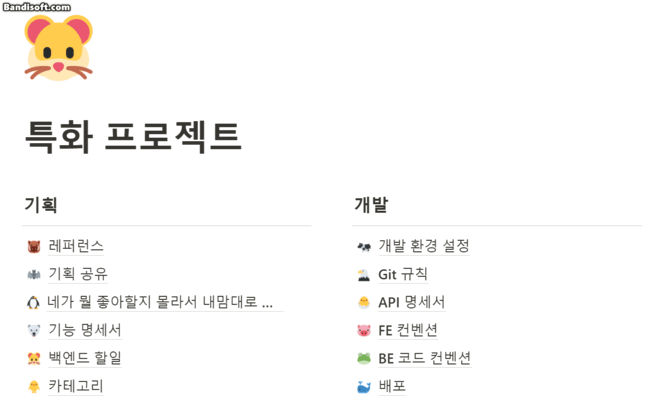 Bandisoft.com
특화 프로젝트
기획
레퍼런스
기획 공유
네가 뭘 좋아할지 몰라서 내맘대로 ...
기능 명세서
백엔드 할일
카테고리
개발
개발 환경 설정
Git 규칙
API 명세서
FE 컨벤션
BE 코드 컨벤션
배포